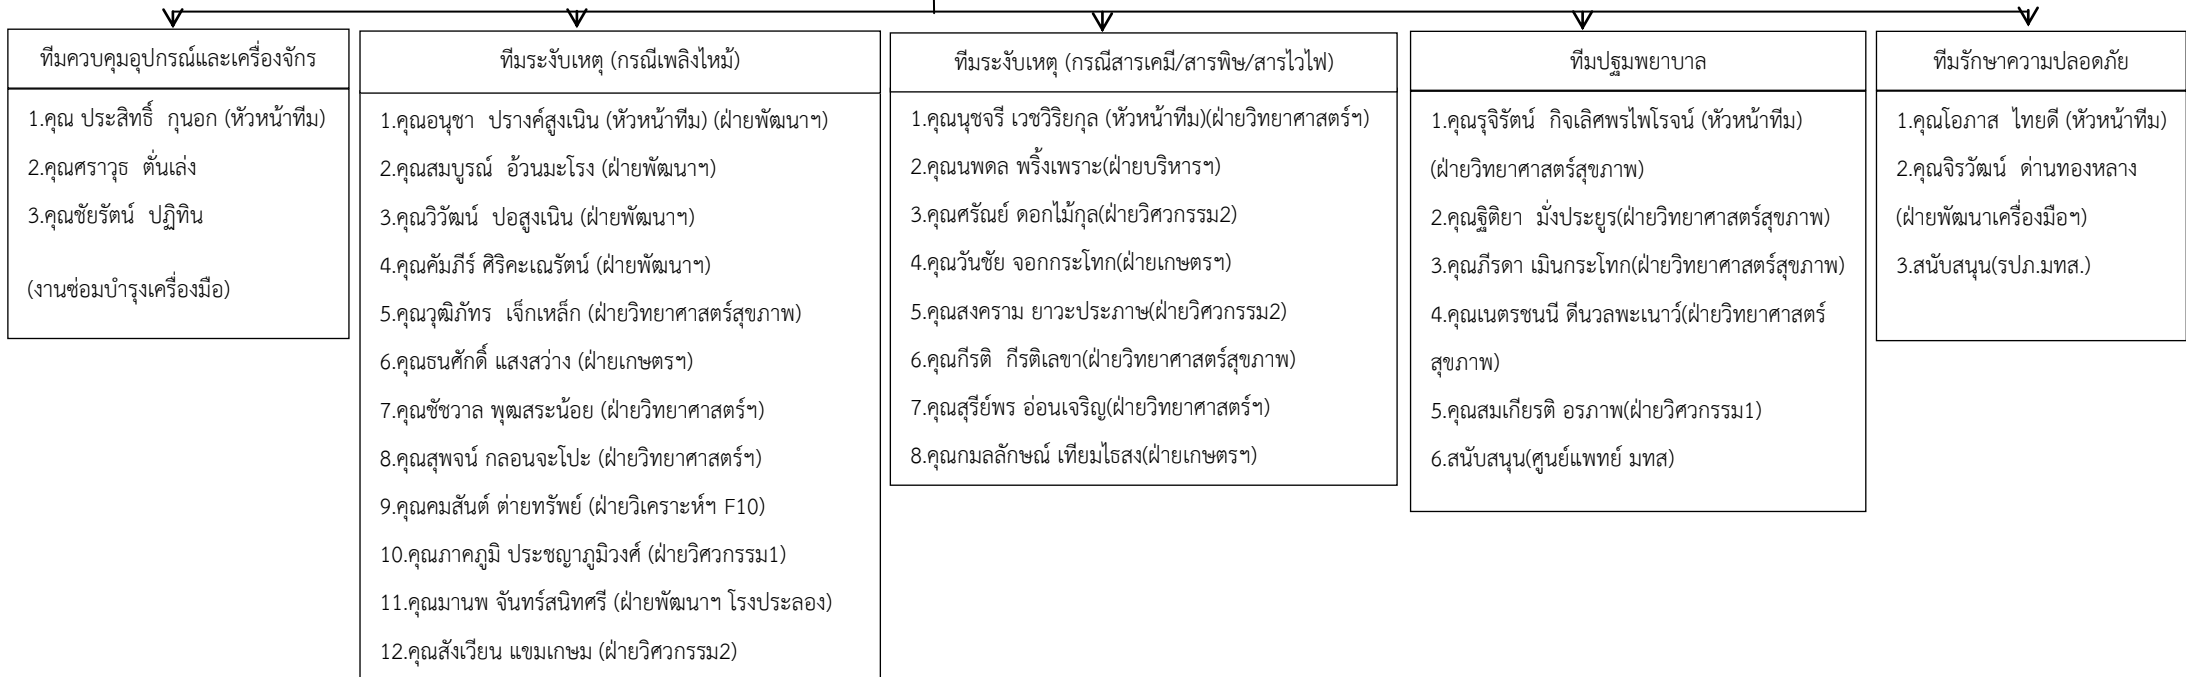 ทีมควบคุมอุปกรณ์และเครื่องจักร
1.คุณ ประสิทธิ์ กุนอก (หัวหน้าทีม)
2.คุณศราวุธ ตั่นเล่ง
3.คุณชัยรัตน์ ปฏิทิน
(งานซ่อมบำรุงเครื่องมือ)
ทีมระงับเหตุ (กรณีเพลิงไหม้)
1.คุณอนุชา ปรางค์สูงเนิน (หัวหน้าทีม) (ฝ่ายพัฒนาฯ)
2.คุณสมบูรณ์ อ้วนมะโรง (ฝ่ายพัฒนาฯ)
3.คุณวิวัฒน์ ปอสูงเนิน (ฝ่ายพัฒนาฯ)
4.คุณคัมภีร์ ศิริคะเณรัตน์ (ฝ่ายพัฒนาฯ)
5.คุณวุฒิภัทร เจ็กเหล็ก (ฝ่ายวิทยาศาสตร์สุขภาพ)
6.คุณธนศักดิ์ แสงสว่าง (ฝ่ายเกษตรฯ)
7.คุณชัชวาล พุฒสระน้อย (ฝ่ายวิทยาศาสตร์ฯ)
8.คุณสุพจน์ กลอนจะโปะ (ฝ่ายวิทยาศาสตร์ฯ)
9.คุณคมสันต์ ต่ายทรัพย์ (ฝ่ายวิเคราะห์ฯ F10)
10.คุณภาคภูมิ ประชญาภูมิวงศ์ (ฝ่ายวิศวกรรม1)
11.คุณมานพ จันทร์สนิทศรี (ฝ่ายพัฒนาฯ โรงประลอง)
12.คุณสังเวียน แขมเกษม (ฝ่ายวิศวกรรม2)
ทีมระงับเหตุ (กรณีสารเคมี/สารพิษ/สารไวไฟ)
1.คุณนุชจรี เวชวิริยกุล (หัวหน้าทีม)(ฝ่ายวิทยาศาสตร์ฯ)
2.คุณนพดล พริ้งเพราะ(ฝ่ายบริหารฯ)
3.คุณศรัณย์ ดอกไม้กุล(ฝ่ายวิศวกรรม2)
4.คุณวันชัย จอกกระโทก(ฝ่ายเกษตรฯ)
5.คุณสงคราม ยาวะประภาษ(ฝ่ายวิศวกรรม2)
6.คุณกีรติ กีรติเลขา(ฝ่ายวิทยาศาสตร์สุขภาพ)
7.คุณสุรีย์พร อ่อนเจริญ(ฝ่ายวิทยาศาสตร์ฯ)
8.คุณกมลลักษณ์ เทียมไธสง(ฝ่ายเกษตรฯ)
ทีมปฐมพยาบาล
1.คุณรุจิรัตน์ กิจเลิศพรไพโรจน์ (หัวหน้าทีม)
(ฝ่ายวิทยาศาสตร์สุขภาพ)
2.คุณฐิติยา มั่งประยูร(ฝ่ายวิทยาศาสตร์สุขภาพ)
3.คุณภีรดา เมินกระโทก(ฝ่ายวิทยาศาสตร์สุขภาพ)
4.คุณเนตรชนนี ดีนวลพะเนาว์(ฝ่ายวิทยาศาสตร์
สุขภาพ)
5.คุณสมเกียรติ อรภาพ(ฝ่ายวิศวกรรม1)
6.สนับสนุน(ศูนย์แพทย์ มทส)
ทีมรักษาความปลอดภัย
1.คุณโอภาส ไทยดี (หัวหน้าทีม)
2.คุณจิรวัฒน์ ด่านทองหลาง
(ฝ่ายพัฒนาเครื่องมือฯ)
3.สนับสนุน(รปภ.มทส.)